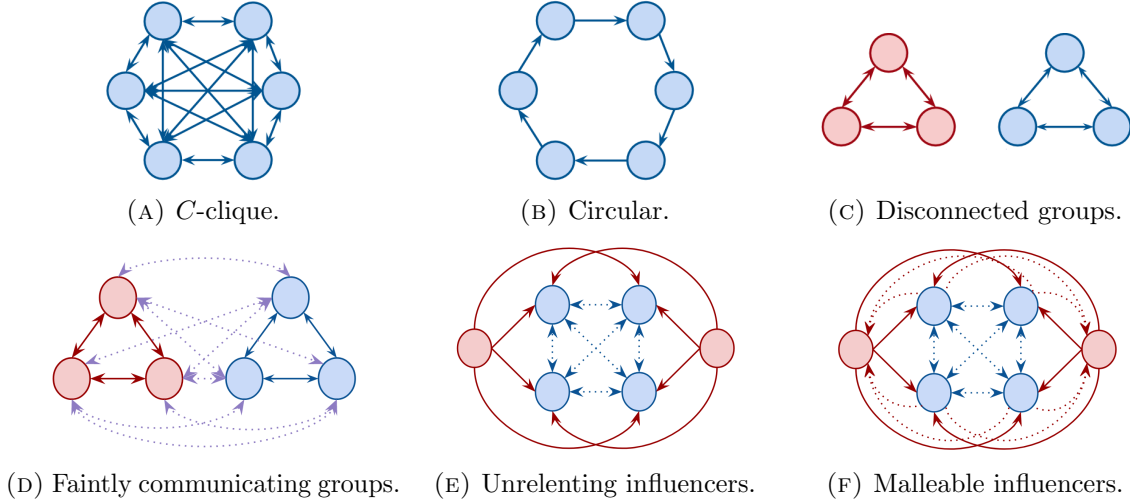 (A) C-clique.
(B) Circular.
(C) Disconnected groups.
(D) Faintly communicating groups.
(E) Unrelenting influencers.
(F) Malleable influencers.